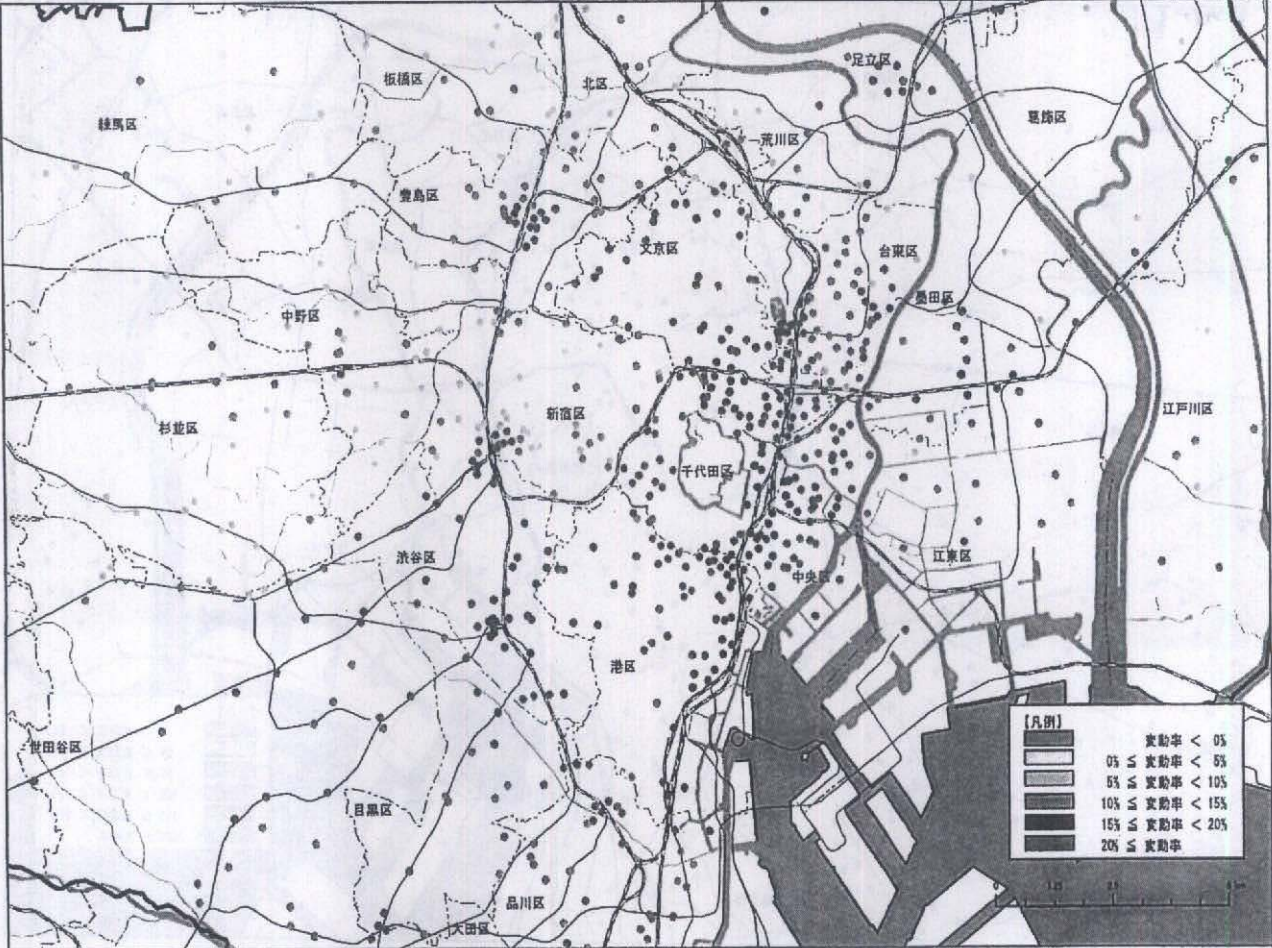 足立区
板橋区
北区
練馬区
葛飾区
荒川区
豊島区
文京区
台東区
墨田区
中野区
杉並区
新宿区
江戸川区
千代田区
渋谷区
中央区
江東区
港区
世田谷区
目黒区
品川区
大田区
【凡例】
変動率 < 0%
0% ≦ 変動率 < 5%
5% ≦ 変動率 < 10%
10% ≦ 変動率 < 15%
15% ≦ 変動率 < 20%
20% ≦ 変動率
0 1.25 2.5